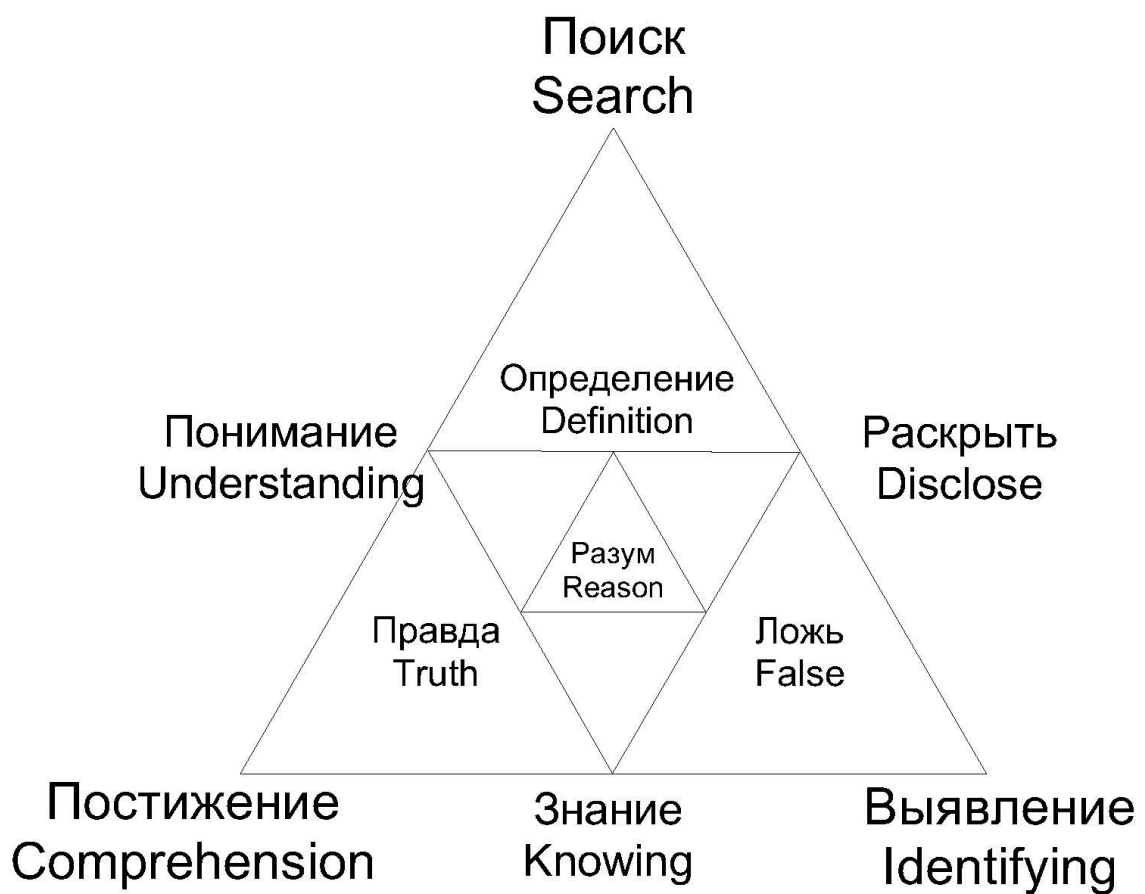 Поиск
Search
Определение
Definition
Понимание
Understanding
Раскрыть
Disclose
Разум
Reason
Правда
Truth
Ложь
False
Постижение
Comprehension
Знание
Knowing
Выявление
Identifying